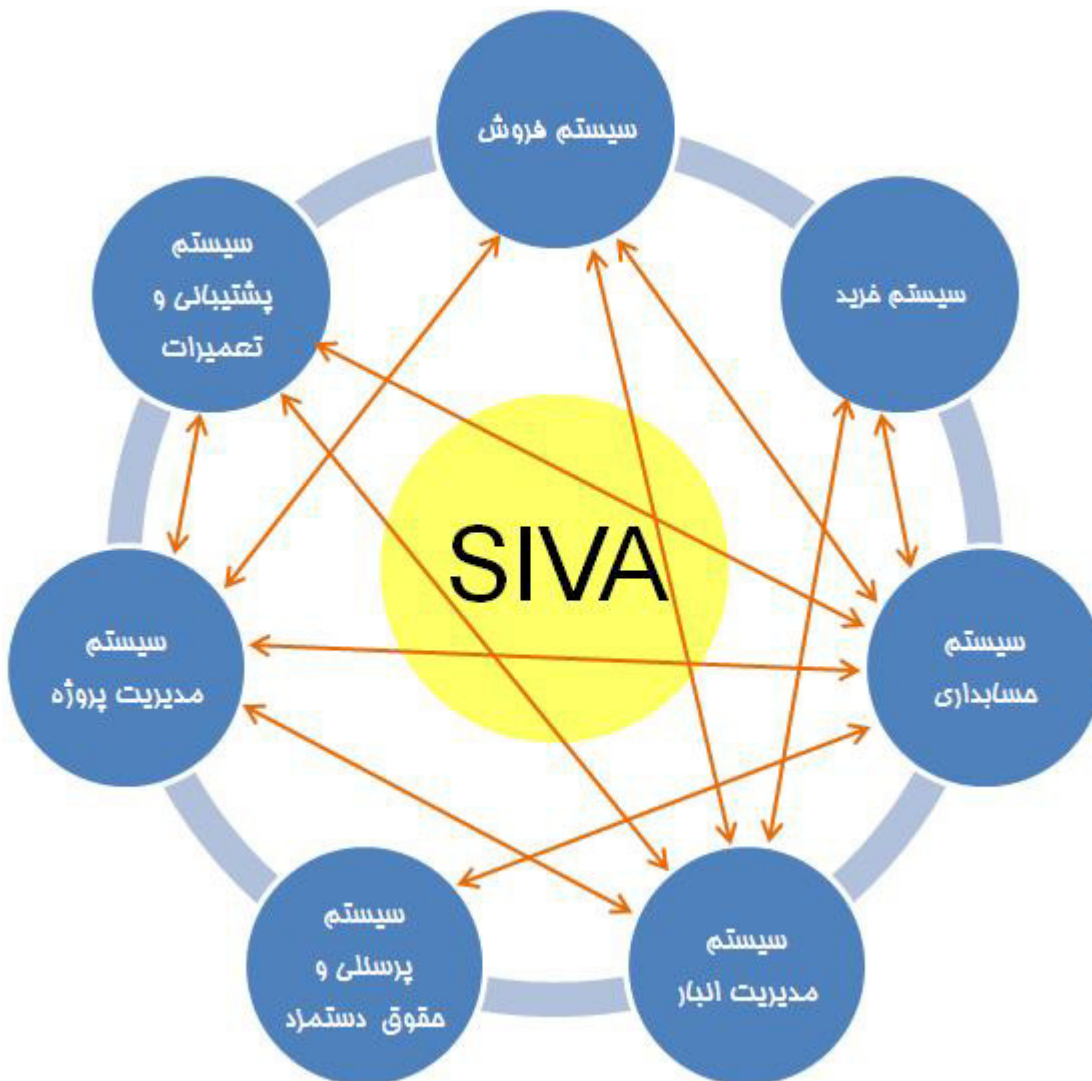 سیستم فروش
سیستم خرید
سیستم
حسابداری
سیستم
مدیریت انبار
سیستم
پرسنلی و
حقوق دستمزد
سیستم
مدیریت پروژه
سیستم
پشتیبانی و
تعمیرات
SIVA